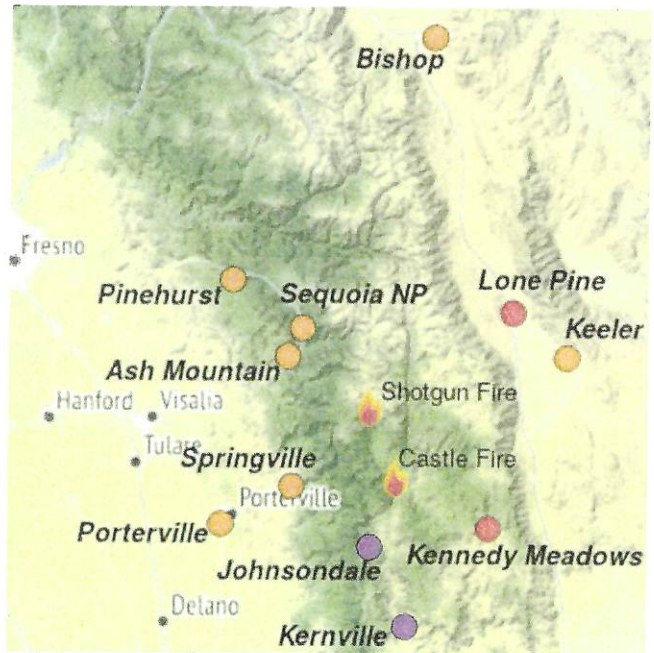 Bishop
Fresno
Pinehurst
Sequoia NP
Lone Pine
Keeler
Ash Mountain
Shotgun Fire
Hanford
Visalia
Tulare
Springville
Castle Fire
Porterville
Porterville
Johnsondale
Kennedy Meadows
Delano
Kernville